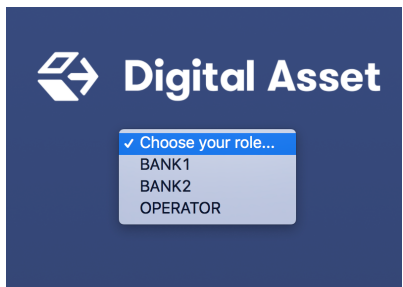 Digital Asset
✓ Choose your role...
BANK1
BANK2
OPERATOR